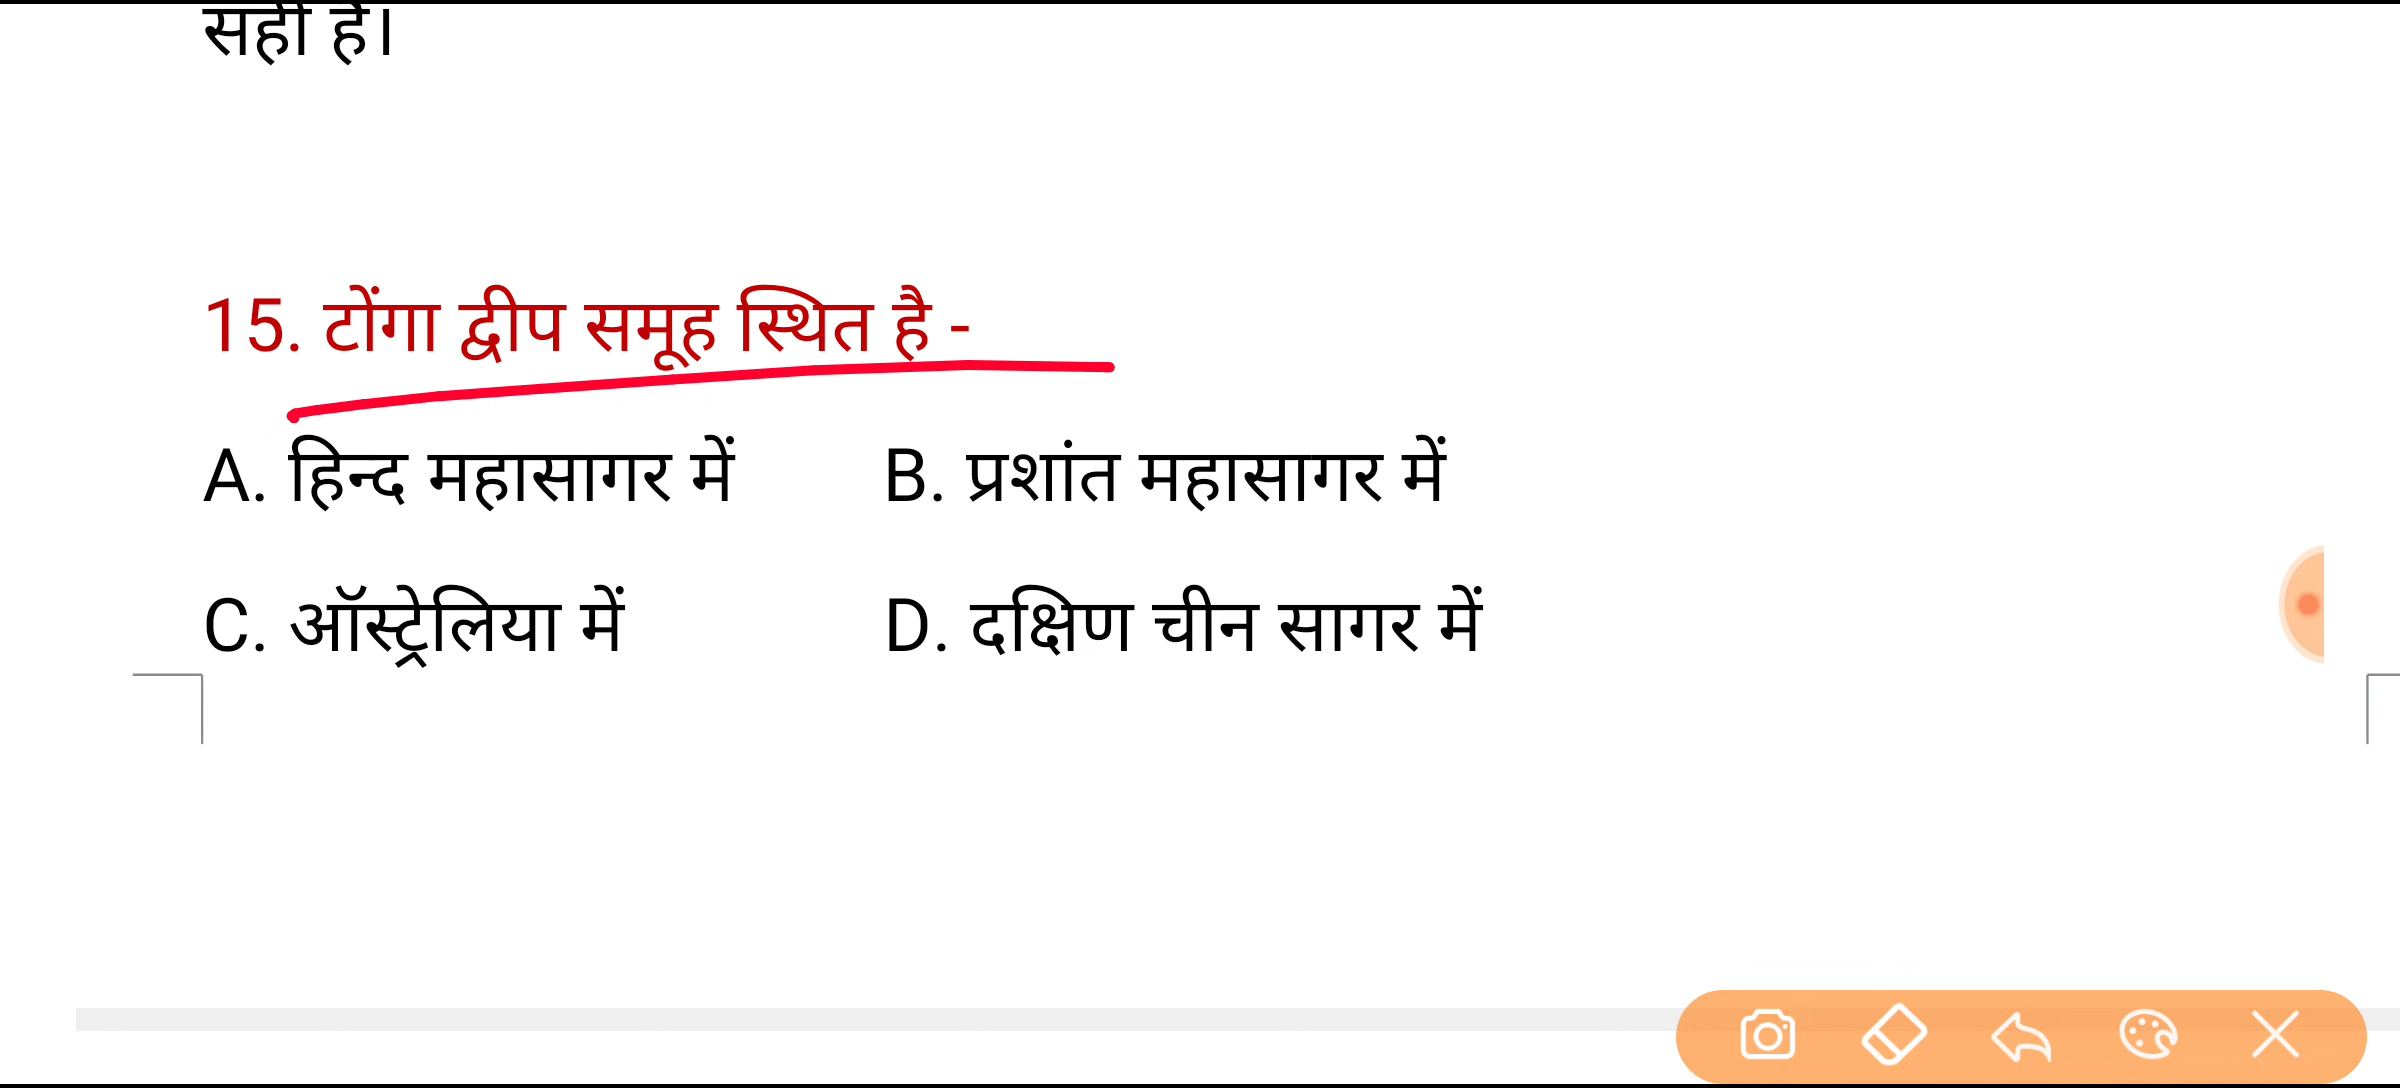 सही है।
15. टोंगा द्वीप समूह स्थित है -
A. हिन्द महासागर में B. प्रशांत महासागर में
C. ऑस्ट्रेलिया में D. दक्षिण चीन सागर में